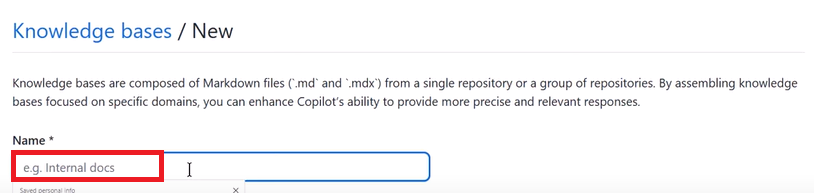 Knowledge bases / New
Knowledge bases are composed of Markdown files (`.md` and `.mdx`) from a single repository or a group of repositories. By assembling knowledge
bases focused on specific domains, you can enhance Copilot's ability to provide more precise and relevant responses.
Name *
e.g. Internal docs
Saved personal info